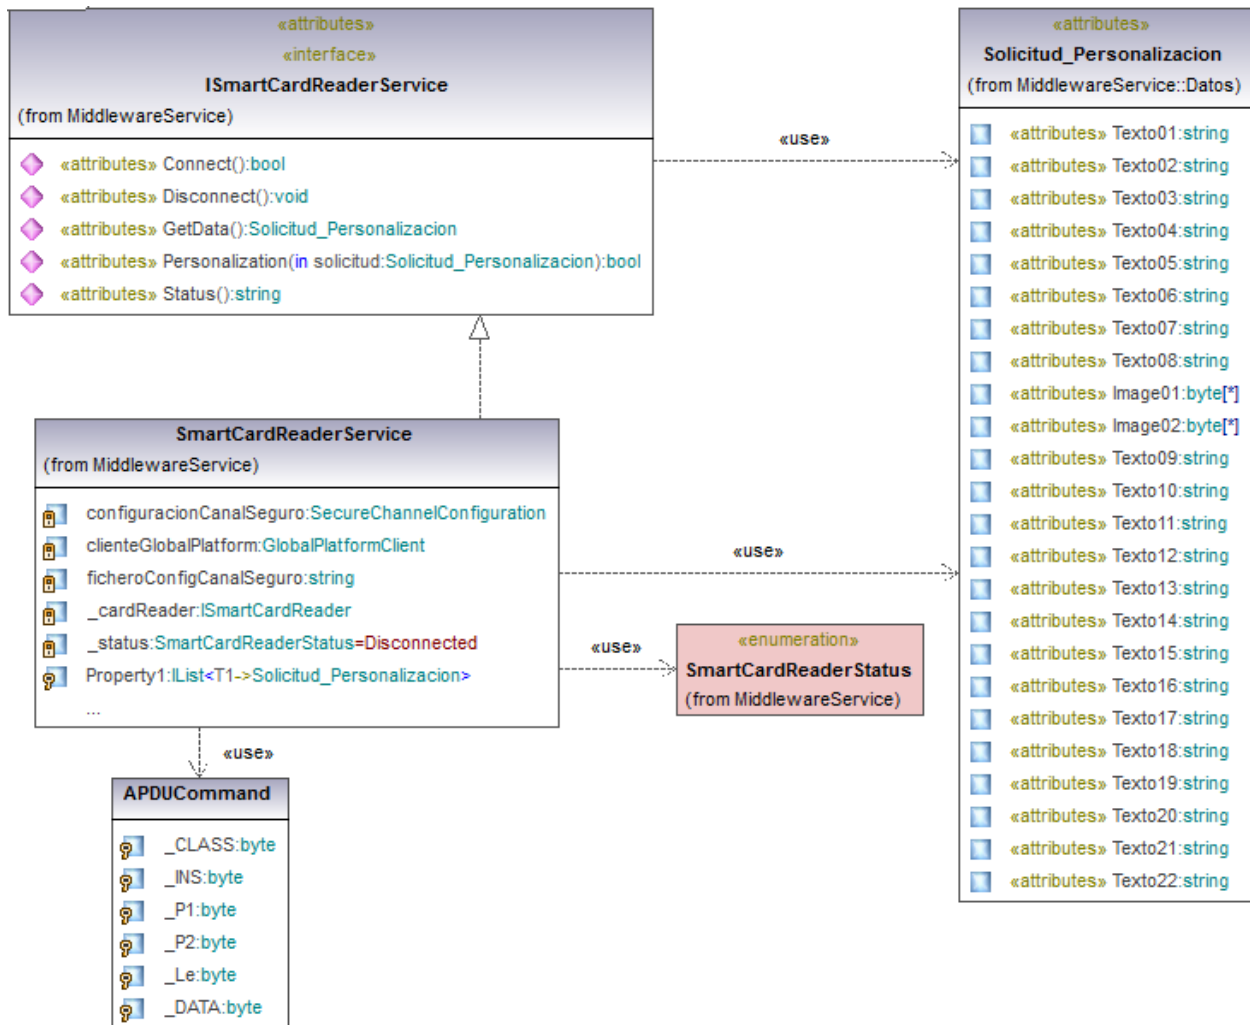 «attributes»
«interface»
ISmartCardReaderService
(from MiddlewareService)
«attributes» Connect():bool
«attributes» Disconnect():void
«attributes» GetData():Solicitud_Personalizacion
«attributes» Personalization(in solicitud:Solicitud_Personalizacion):bool
«attributes» Status():string
«use»
«attributes»
Solicitud_Personalizacion
(from MiddlewareService::Datos)
«attributes» Texto01:string
«attributes» Texto02:string
«attributes» Texto03:string
«attributes» Texto04:string
«attributes» Texto05:string
«attributes» Texto06:string
«attributes» Texto07:string
«attributes» Texto08:string
«attributes» Image01:byte[*]
«attributes» Image02:byte[*]
«attributes» Texto09:string
«attributes» Texto10:string
«attributes» Texto11:string
«attributes» Texto12:string
«attributes» Texto13:string
«attributes» Texto14:string
«attributes» Texto15:string
«attributes» Texto16:string
«attributes» Texto17:string
«attributes» Texto18:string
«attributes» Texto19:string
«attributes» Texto20:string
«attributes» Texto21:string
«attributes» Texto22:string
SmartCardReaderService
(from MiddlewareService)
configuracionCanalSeguro:SecureChannelConfiguration
clienteGlobalPlatform:GlobalPlatformClient
ficheroConfigCanalSeguro:string
_cardReader:ISmartCardReader
_status:SmartCardReaderStatus=Disconnected
Property1:IList<T1->Solicitud_Personalizacion>
...
«use»
«use»
«enumeration»
SmartCardReaderStatus
(from MiddlewareService)
«use»
APDUCommand
_CLASS:byte
_INS:byte
_P1:byte
_P2:byte
_Le:byte
_DATA:byte